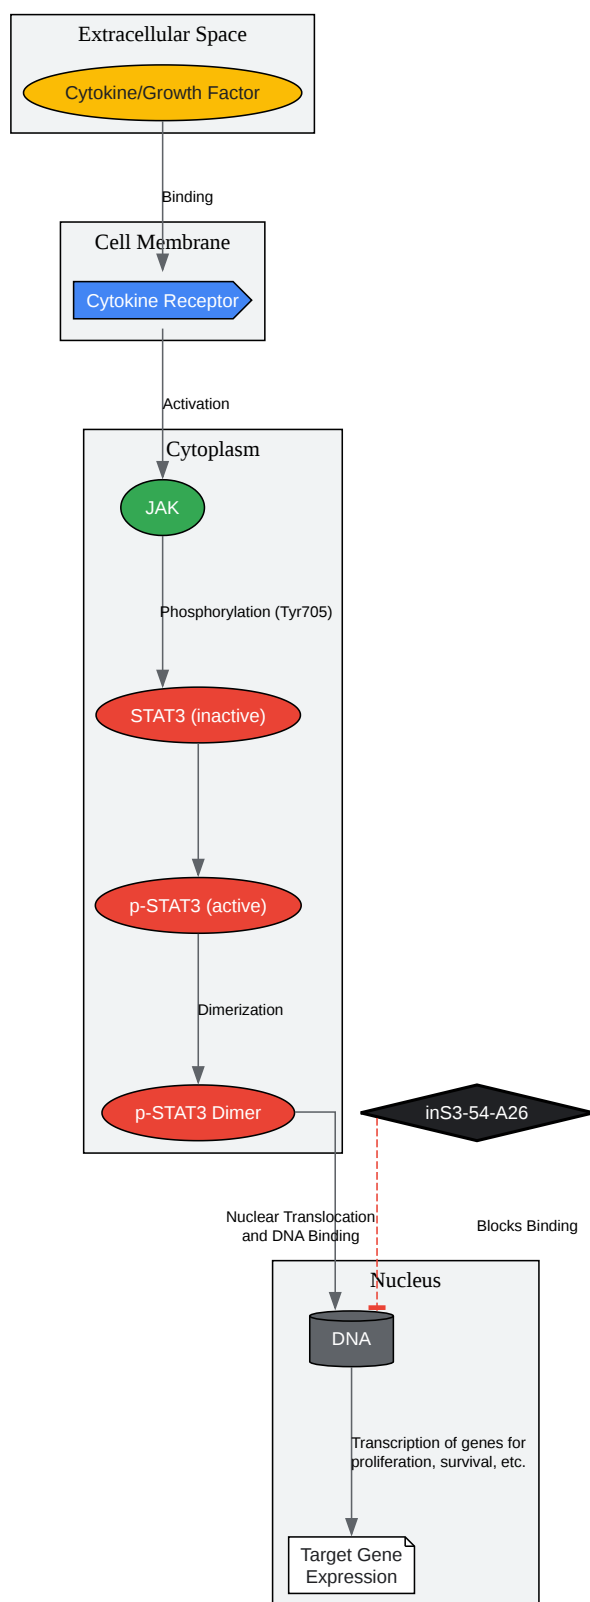 Extracellular Space
Cytokine/Growth Factor
Binding
Cell Membrane
Cytokine Receptor
Activation
Cytoplasm
JAK
Phosphorylation (Tyr705)
STAT3 (inactive)
p-STAT3 (active)
Dimerization
p-STAT3 Dimer
inS3-54-A26
Nuclear Translocation
and DNA Binding
Blocks Binding
Nucleus
DNA
Transcription of genes for
proliferation, survival, etc.
Target Gene
Expression